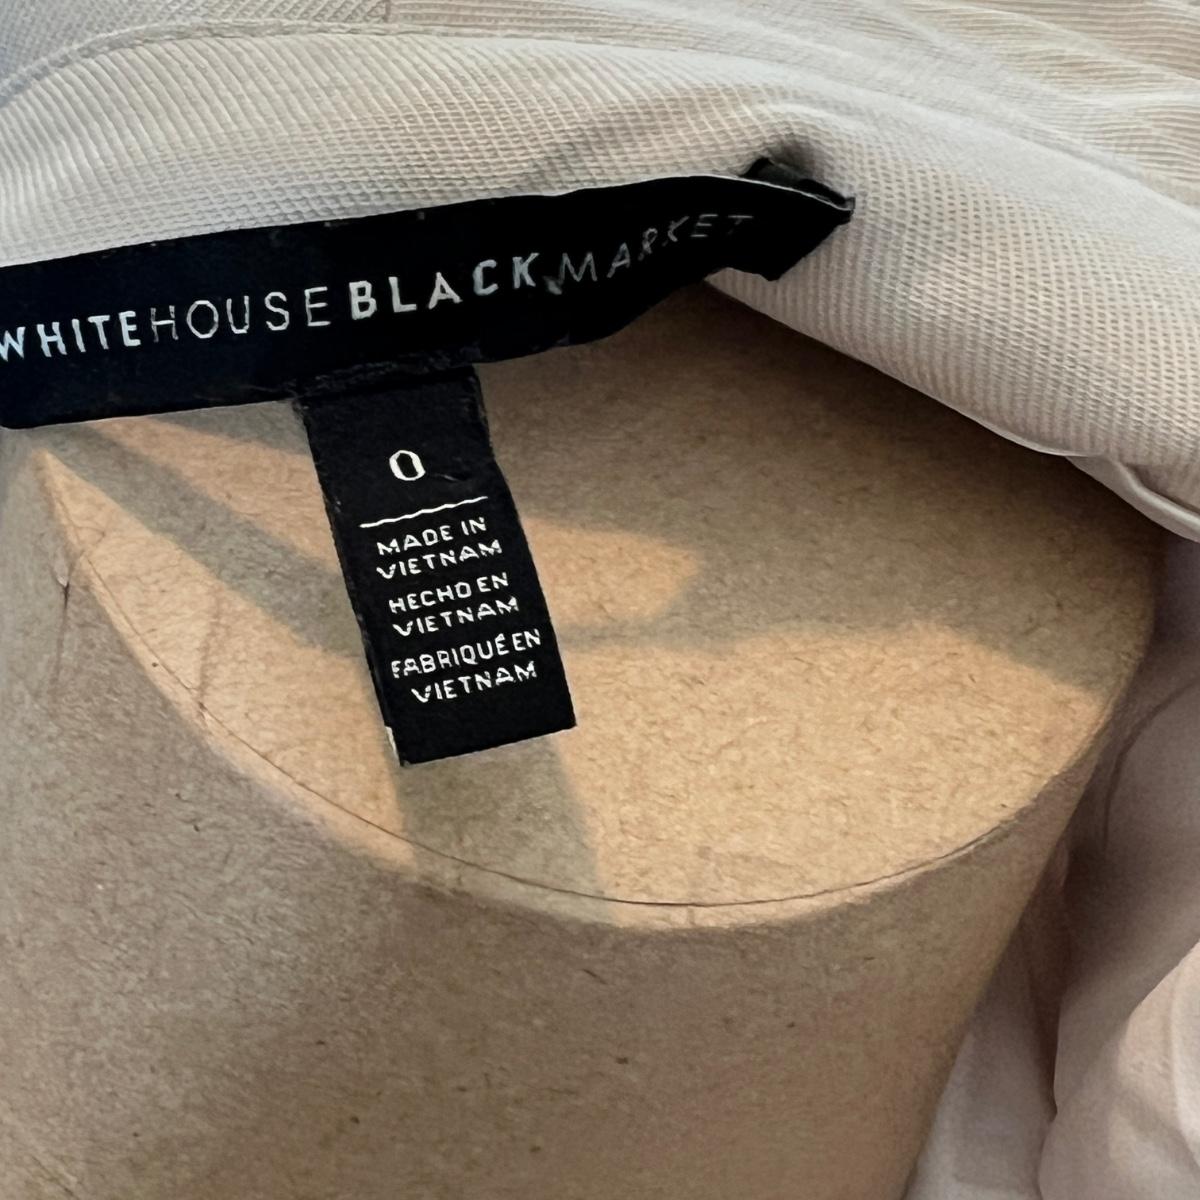 WHITEHOUSEBLACKMARKET
0
MADE IN
VIETNAM
HECHO EN
VIETNAM
FABRIQUÉ EN
VIETNAM